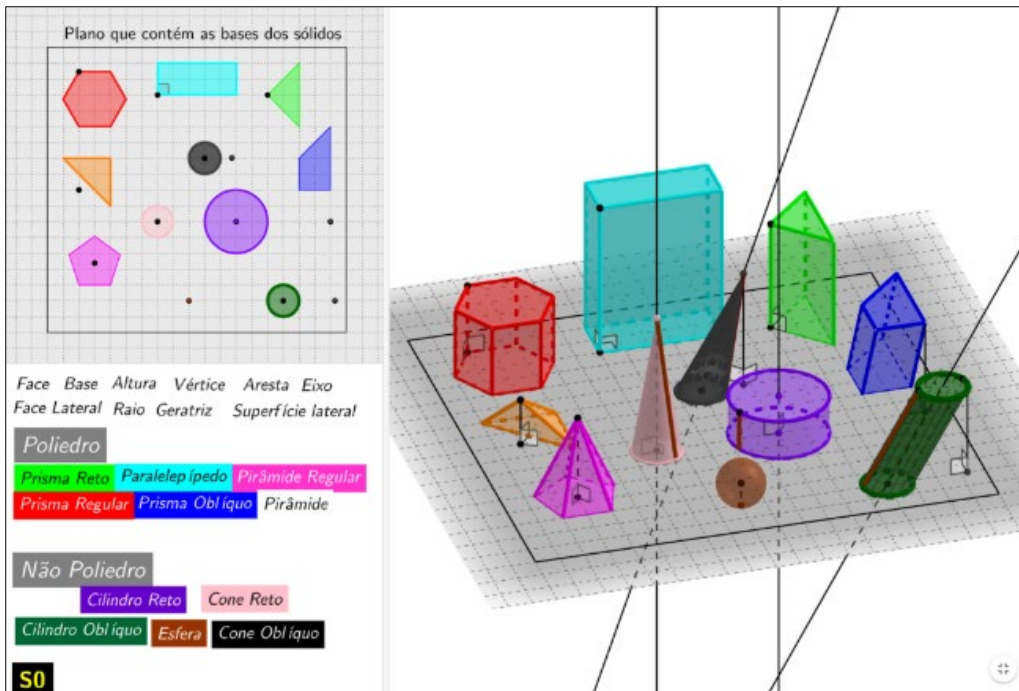 Plano que contém as bases dos sólidos
Face Base Altura Vértice Aresta Eixo
Face Lateral Raio Geratriz Superfície lateral
Poliedro
Prisma Reto Paralelepípedo Pirâmide Regular
Prisma Regular Prisma Oblíquo Pirâmide
Não Poliedro
Cilindro Reto Cone Reto
Cilindro Oblíquo Esfera Cone Oblíquo
S0